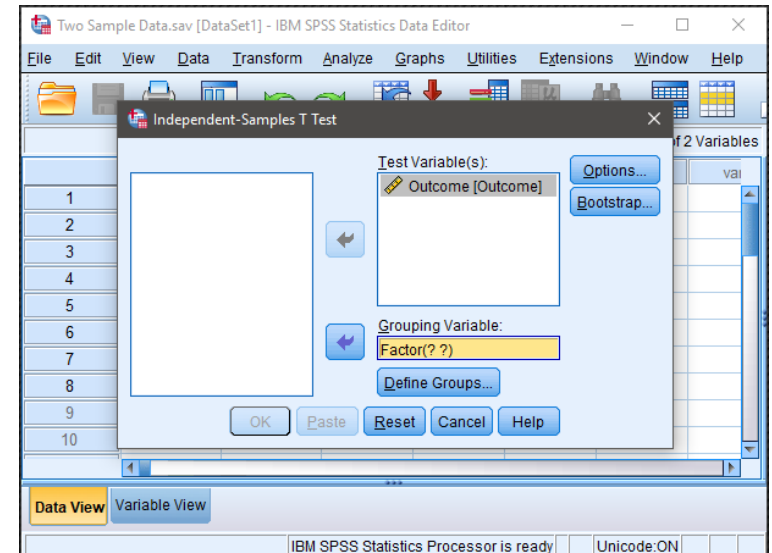 Two Sample Data.sav [DataSet1] - IBM SPSS Statistics Data Editor
File Edit View Data Transform Analyze Graphs Utilities Extensions Window Help
Independent-Samples T Test
of 2 Variables
Test Variable(s):
Options...
Outcome [Outcome]
Bootstrap...
1
2
3
4
5
6
7
8
9
10
Grouping Variable:
Factor(? ?)
Define Groups...
OK Paste Reset Cancel Help
Data View Variable View
IBM SPSS Statistics Processor is ready Unicode:ON